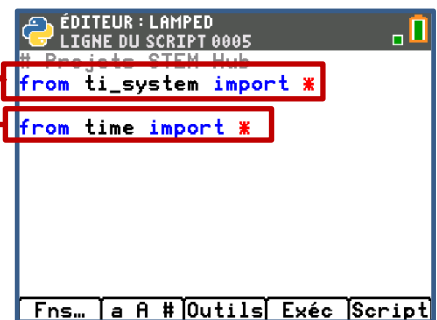 ÉDITEUR : LAMPED
LIGNE DU SCRIPT 0005
# Projets STEM Hub
from ti_system import *
from time import *
Fns… a A # Outils Exéc Script